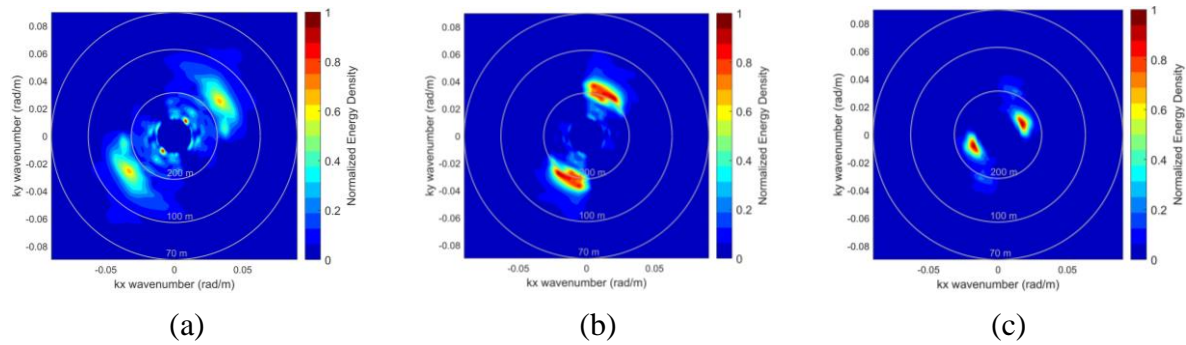 0.08
0.06
0.04
0.02
0
-0.02
-0.04
-0.06
-0.08
ky wavenumber (rad/m)
200 m
100 m
70 m
-0.05 0 0.05
kx wavenumber (rad/m)
1
0.8
0.6
0.4
0.2
0
Normalized Energy Density
(a)
0.08
0.06
0.04
0.02
0
-0.02
-0.04
-0.06
-0.08
ky wavenumber (rad/m)
200 m
100 m
70 m
-0.05 0 0.05
kx wavenumber (rad/m)
1
0.8
0.6
0.4
0.2
0
Normalized Energy Density
(b)
0.08
0.06
0.04
0.02
0
-0.02
-0.04
-0.06
-0.08
ky wavenumber (rad/m)
200 m
100 m
70 m
-0.05 0 0.05
kx wavenumber (rad/m)
1
0.8
0.6
0.4
0.2
0
Normalized Energy Density
(c)